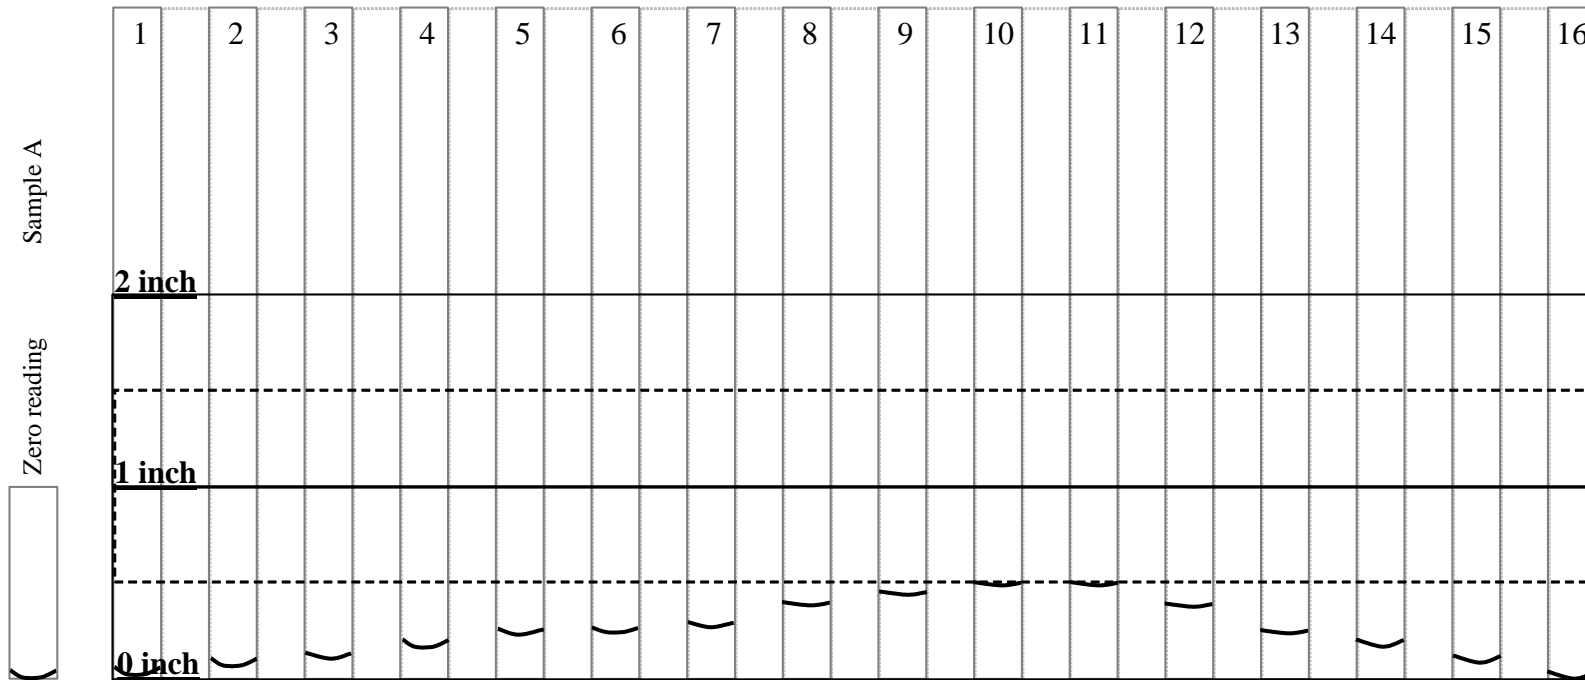 1 2 3 4 5 6 7 8 9 10 11 12 13 14 15 16
Sample A
2 inch
Zero reading
1 inch
0 inch